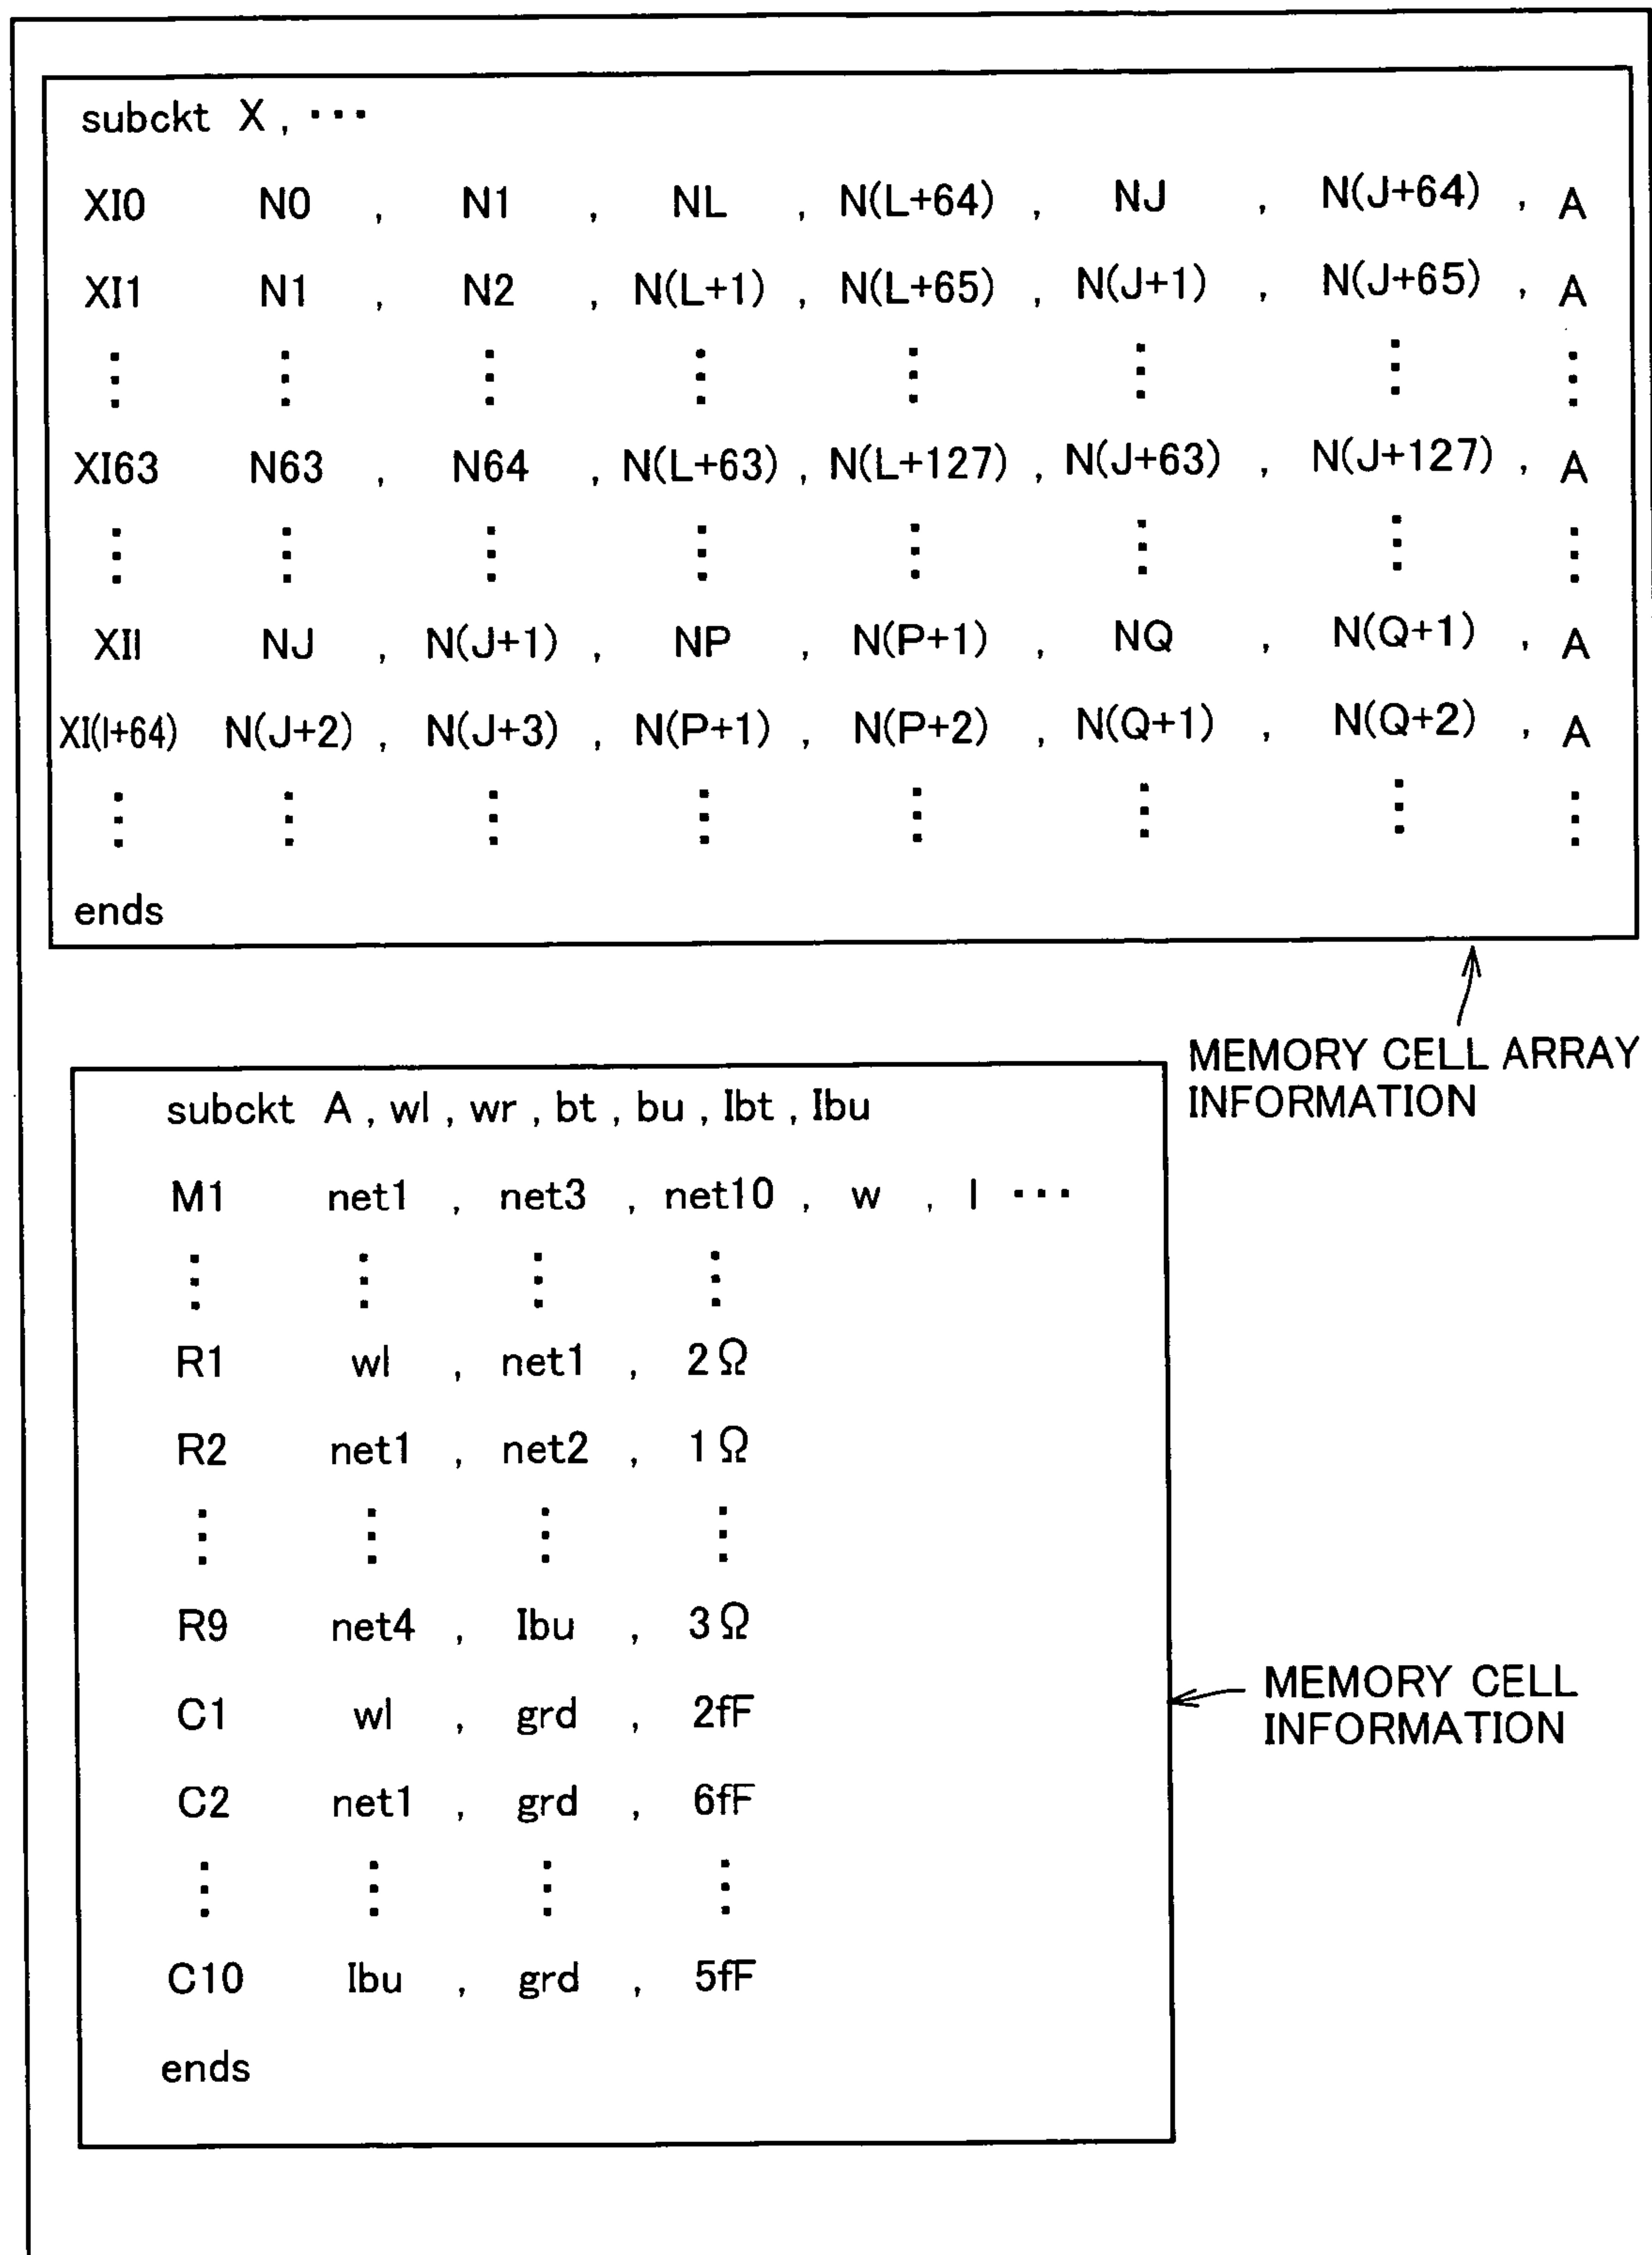 subckt X , ···
XI0 N0 , N1 , NL , N(L+64) , NJ , N(J+64) , A
XI1 N1 , N2 , N(L+1) , N(L+65) , N(J+1) , N(J+65) , A
⋮ ⋮ ⋮ ⋮ ⋮ ⋮ ⋮ ⋮
XI63 N63 , N64 , N(L+63) , N(L+127) , N(J+63) , N(J+127) , A
⋮ ⋮ ⋮ ⋮ ⋮ ⋮ ⋮ ⋮
XII NJ , N(J+1) , NP , N(P+1) , NQ , N(Q+1) , A
XI(I+64) N(J+2) , N(J+3) , N(P+1) , N(P+2) , N(Q+1) , N(Q+2) , A
⋮ ⋮ ⋮ ⋮ ⋮ ⋮ ⋮ ⋮
ends
MEMORY CELL ARRAY
INFORMATION
subckt A , wl , wr , bt , bu , Ibt , Ibu
M1 net1 , net3 , net10 , w , l ···
⋮ ⋮ ⋮ ⋮
R1 wl , net1 , 2Ω
R2 net1 , net2 , 1Ω
⋮ ⋮ ⋮ ⋮
R9 net4 , Ibu , 3Ω
C1 wl , grd , 2fF
C2 net1 , grd , 6fF
⋮ ⋮ ⋮ ⋮
C10 Ibu , grd , 5fF
ends
MEMORY CELL
INFORMATION